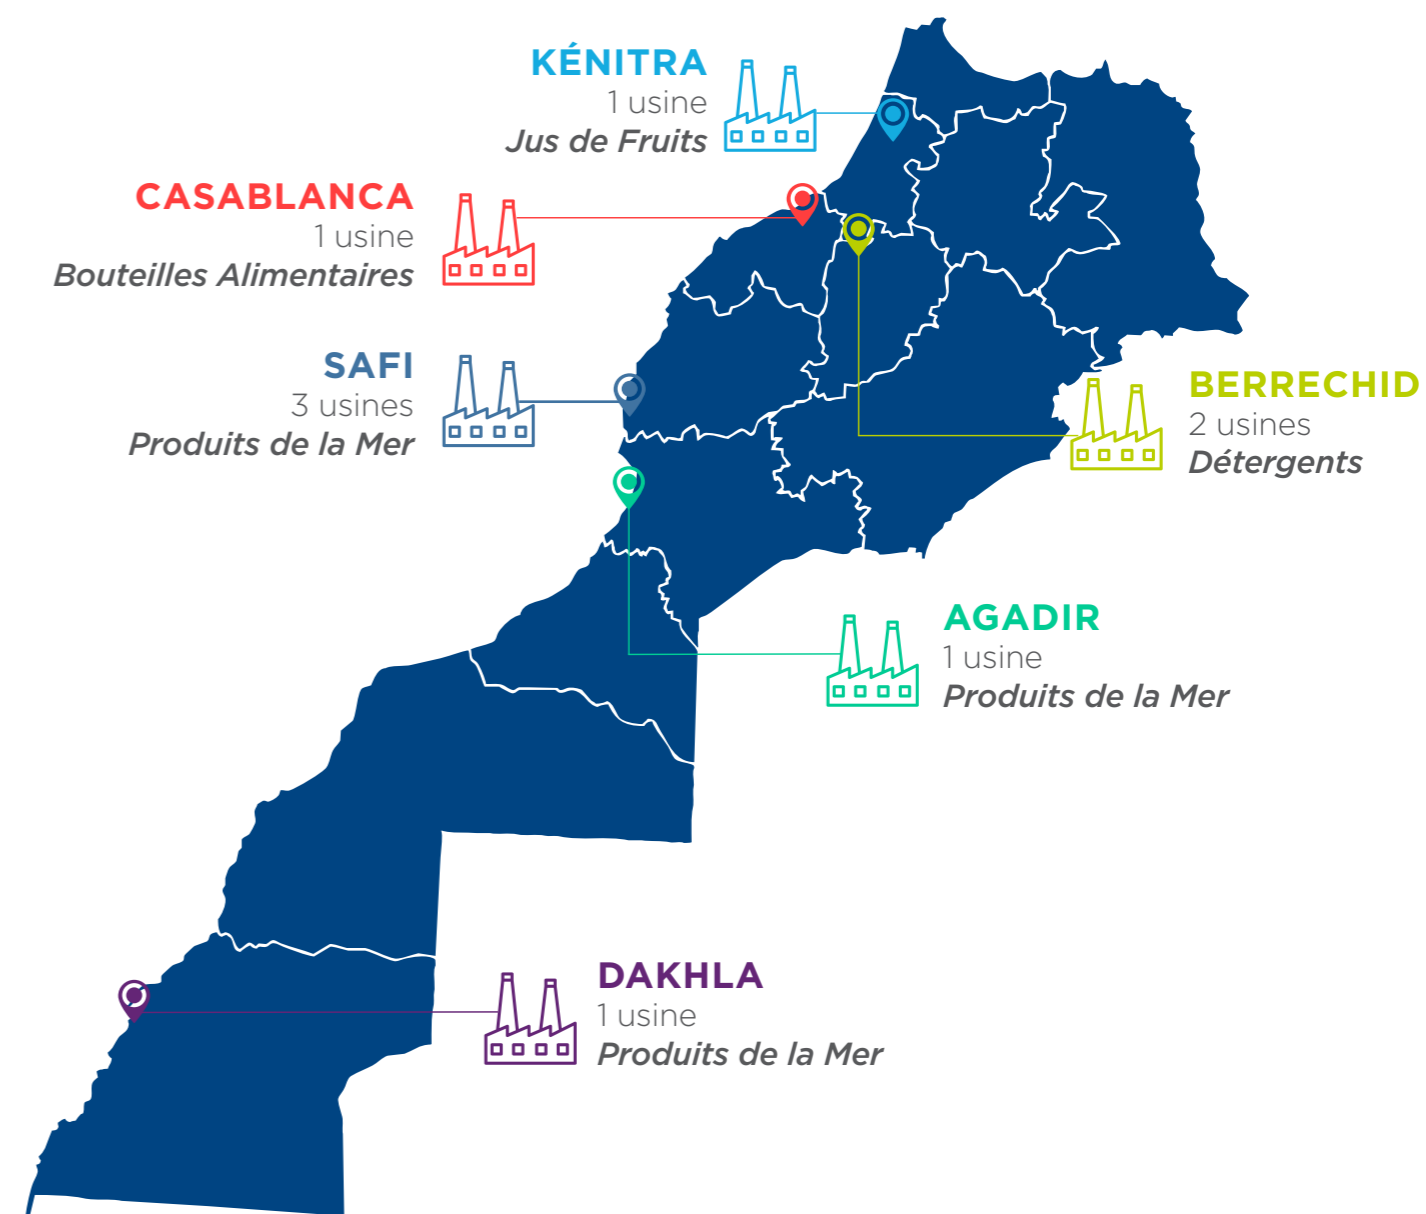 KÉNITRA
1 usine
Jus de Fruits
CASABLANCA
1 usine
Bouteilles Alimentaires
SAFI
3 usines
Produits de la Mer
BERRECHID
2 usines
Détergents
AGADIR
1 usine
Produits de la Mer
DAKHLA
1 usine
Produits de la Mer